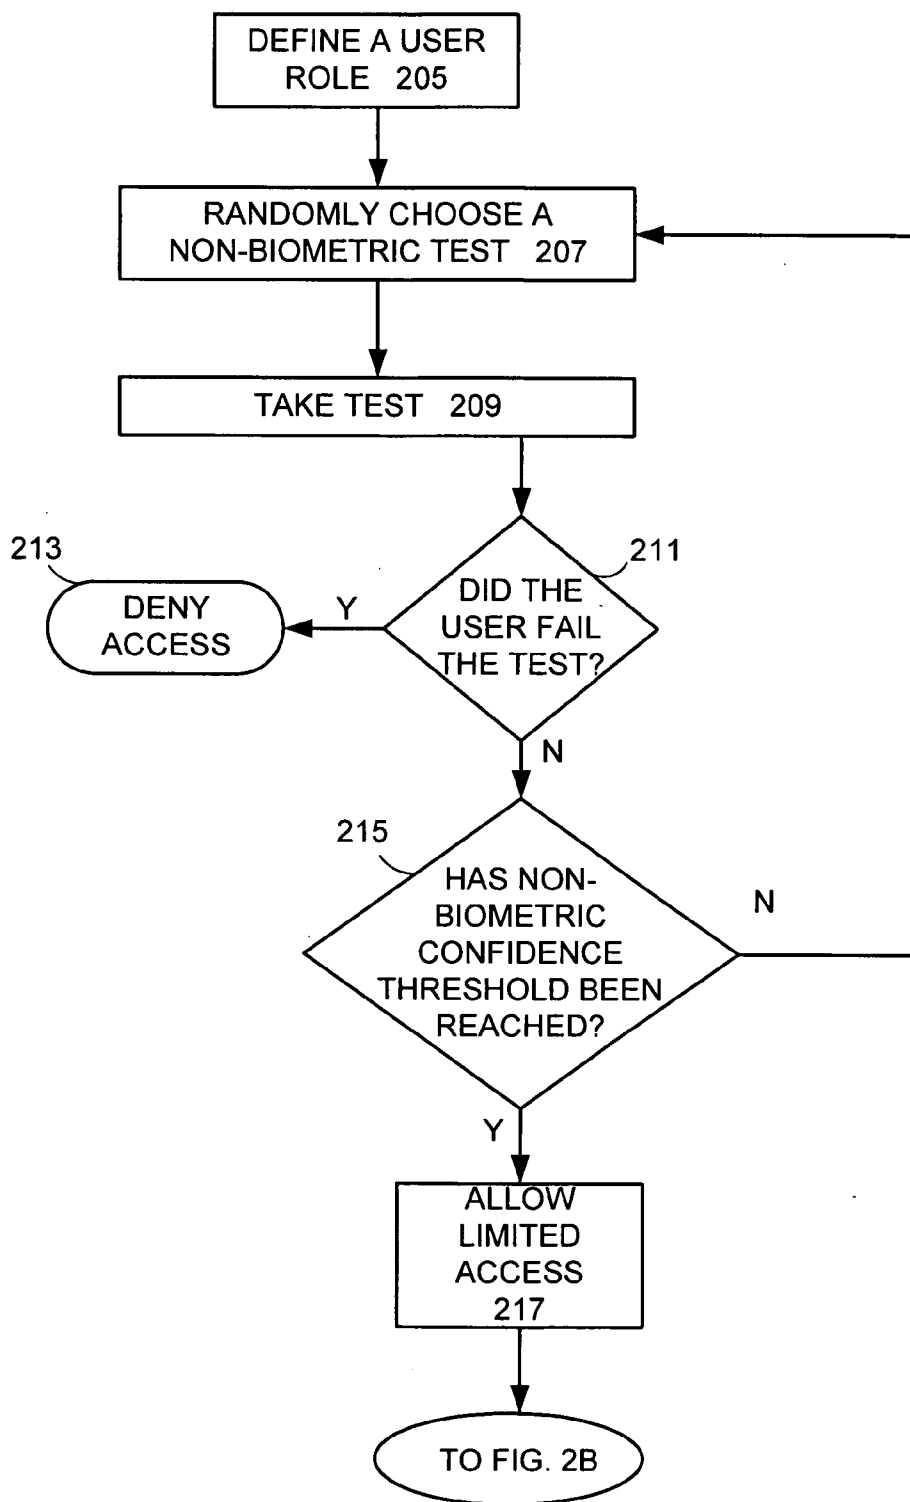 DEFINE A USER
ROLE 205
RANDOMLY CHOOSE A
NON-BIOMETRIC TEST 207
TAKE TEST 209
213
211
DENY
ACCESS
Y
DID THE
USER FAIL
THE TEST?
N
215
HAS NON-
BIOMETRIC
CONFIDENCE
THRESHOLD BEEN
REACHED?
N
Y
ALLOW
LIMITED
ACCESS
217
TO FIG. 2B